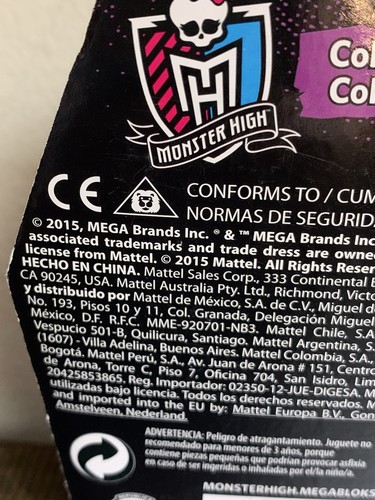 Col
Col
MONSTER HIGH
CE
CONFORMS TO / CUM
NORMAS DE SEGURIDA
© 2015, MEGA Brands Inc. ® & ™ MEGA Brands Inc
associated trademarks and trade dress are owne
license from Mattel. © 2015 Mattel. All Rights Reser
HECHO EN CHINA. Mattel Sales Corp., 333 Continental B
CA 90245, USA. Mattel Australia Pty. Ltd., Richmond, Victo
y distribuido por Mattel de México, S.A. de C.V., Miguel de
No. 193, Pisos 10 y 11, Col. Granada, Delegación Miguel
México, D.F. R.F.C. MME-920701-NB3. Mattel Chile, S.A
Vespucio 501-B, Quilicura, Santiago. Mattel Argentina, S
(1607) - Villa Adelina, Buenos Aires. Mattel Colombia, S.A.,
Bogotá. Mattel Perú, S.A., Av. Juan de Arona # 151, Centro
de Arona, Torre C, Piso 7, Oficina 704, San Isidro, Lim
20425853865. Reg. Importador: 02350-12-JUE-DIGESA. M
utilizadas bajo licencia. Todos los derechos reservados. M
and imported into the EU by: Mattel Europa B.V., Gon
Amstelveen, Nederland.
ADVERTENCIA: Peligro de atragantamiento. Juguete no
recomendado para menores de 3 años, porque
contiene piezas pequeñas que podrían provocar asfixia
en caso de ser ingeridas o inhaladas por el/la niño/a.
MONSTERHIGH.MEGABLOKS